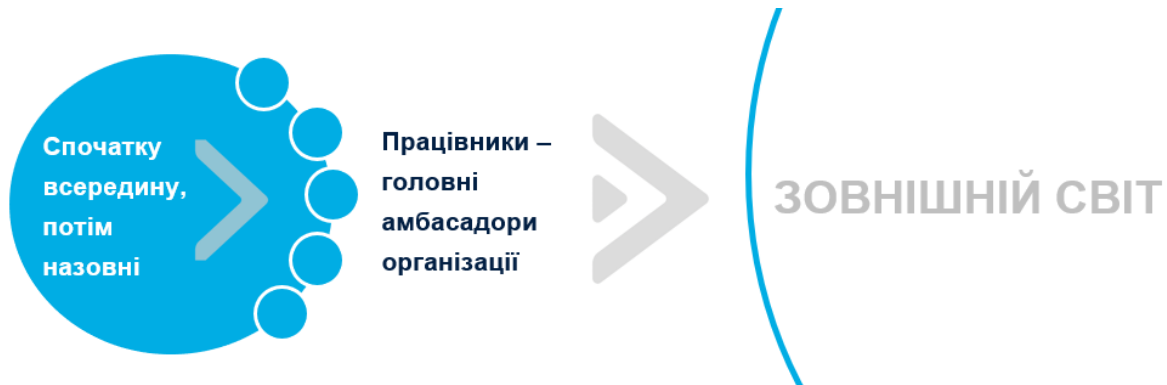 Спочатку
всередину,
потім
назовні
Працівники –
головні
амбасадори
організації
ЗОВНІШНІЙ СВІТ